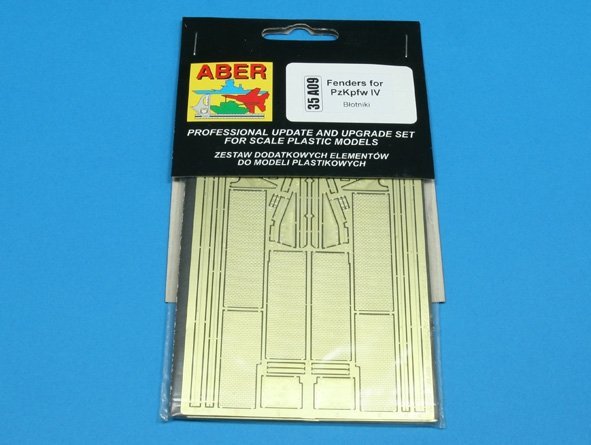 ABER
35 A09
Fenders for
PzKpfw IV
Błotniki
PROFESSIONAL UPDATE AND UPGRADE SET
FOR SCALE PLASTIC MODELS
ZESTAW DODATKOWYCH ELEMENTÓW
DO MODELI PLASTIKOWYCH